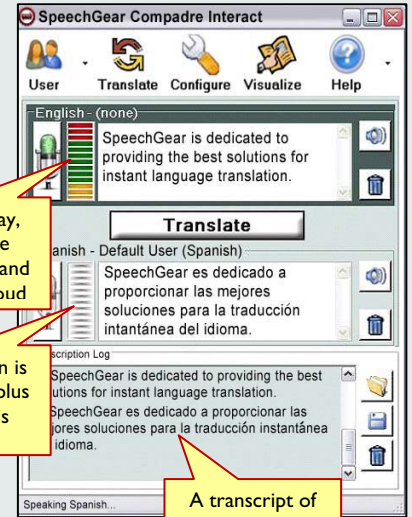 SpeechGear Compadre Interact
User Translate Configure Visualize Help
English - (none)
SpeechGear is dedicated to
providing the best solutions for
instant language translation.
Translate
anish - Default User (Spanish)
SpeechGear es dedicado a
proporcionar las mejores
soluciones para la traducción
intantánea del idioma.
ay,
e
and
oud
n is
plus
s
scription Log
SpeechGear is dedicated to providing the best
utions for instant language translation.
SpeechGear es dedicado a proporcionar las
jores soluciones para la traducción instantánea
idioma.
A transcript of
Speaking Spanish...